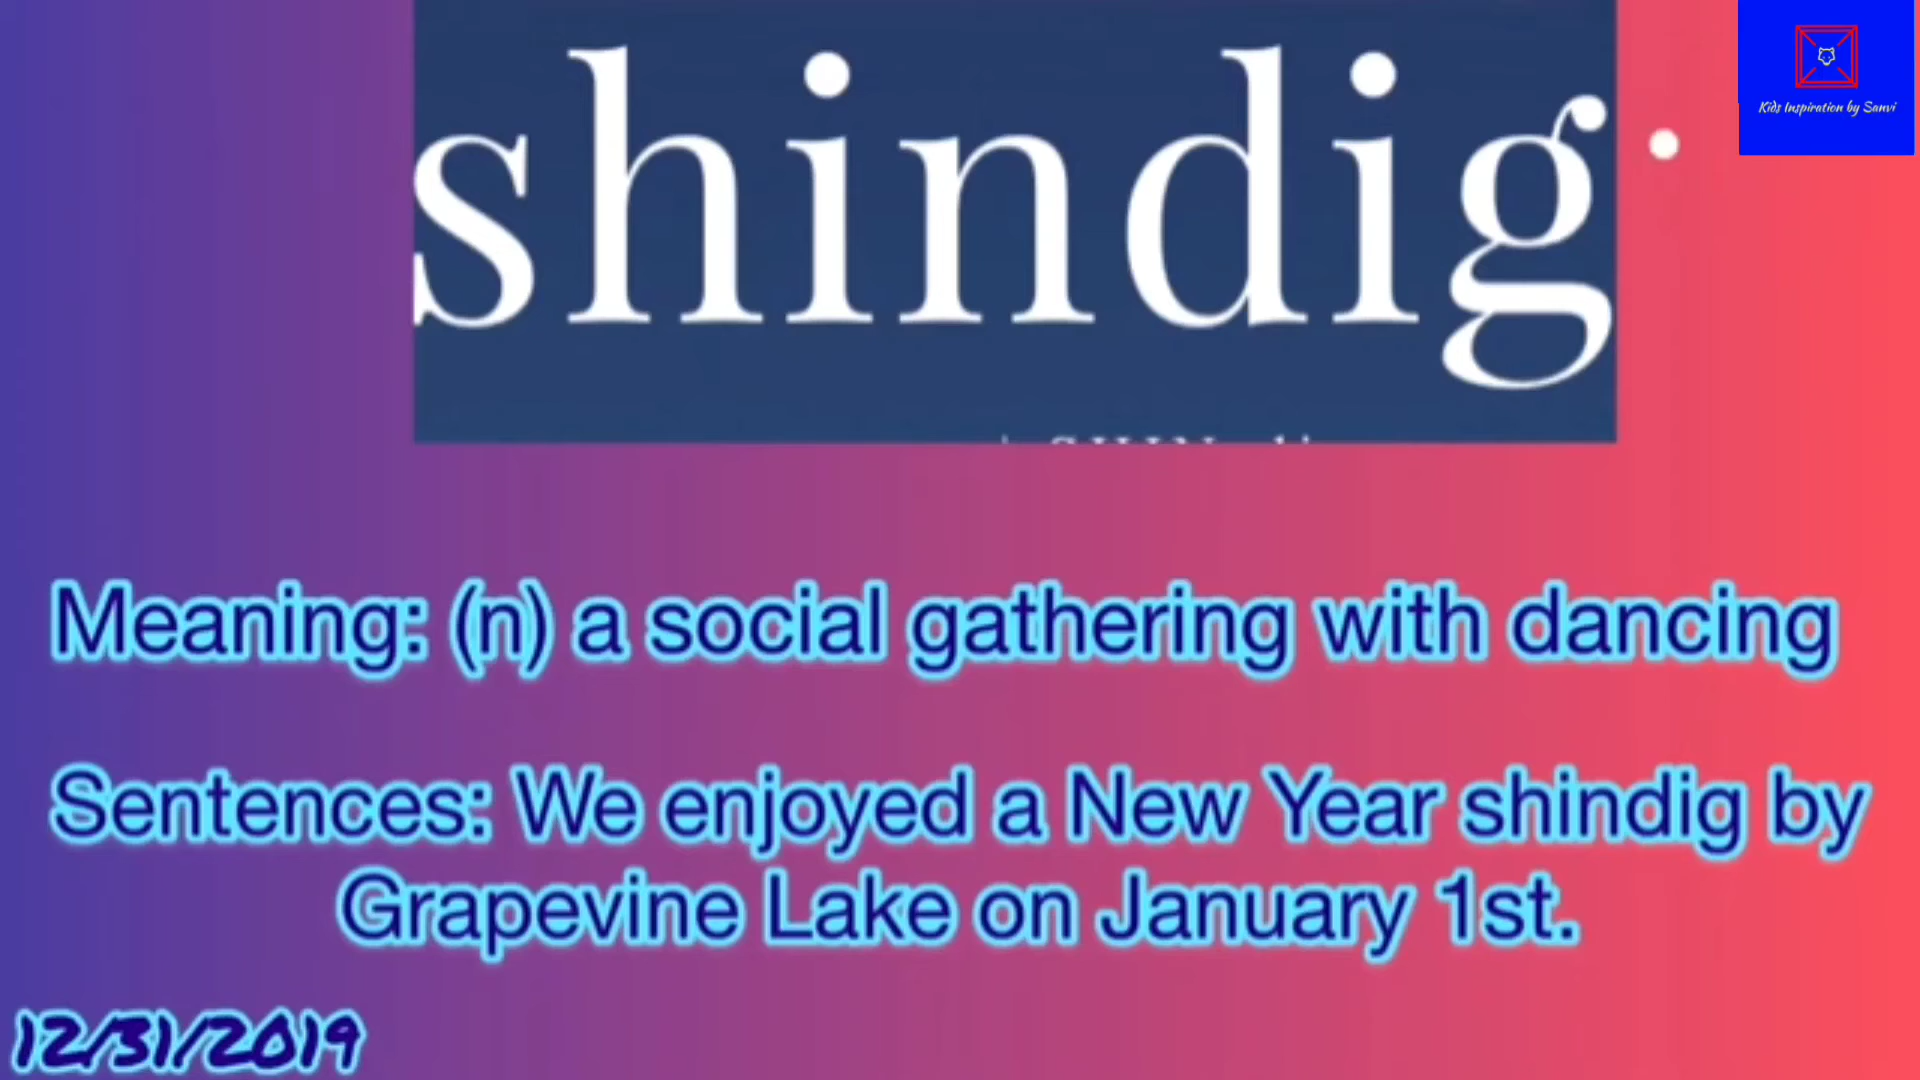 shindig
Kids Inspiration by Sanvi
Meaning: (n) a social gathering with dancing
Sentences: We enjoyed a New Year shindig by
Grapevine Lake on January 1st.
12/31/2019